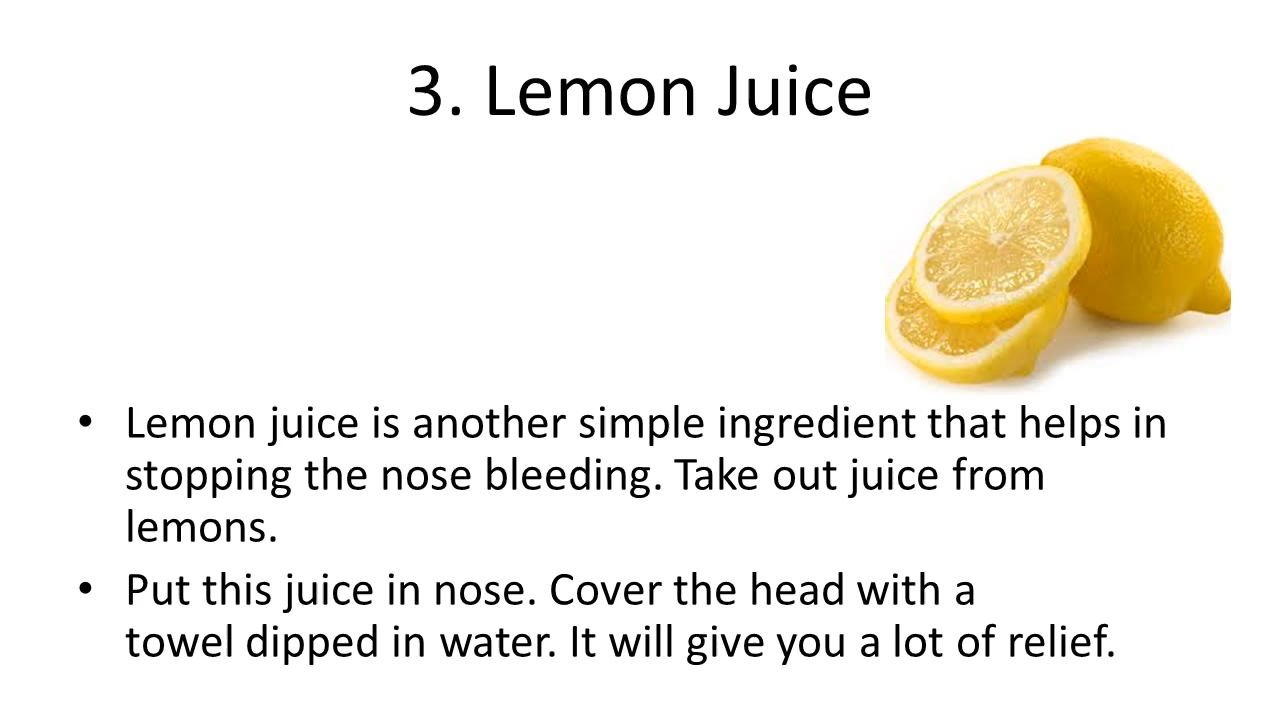 3. Lemon Juice
• Lemon juice is another simple ingredient that helps in
stopping the nose bleeding. Take out juice from
lemons.
• Put this juice in nose. Cover the head with a
towel dipped in water. It will give you a lot of relief.